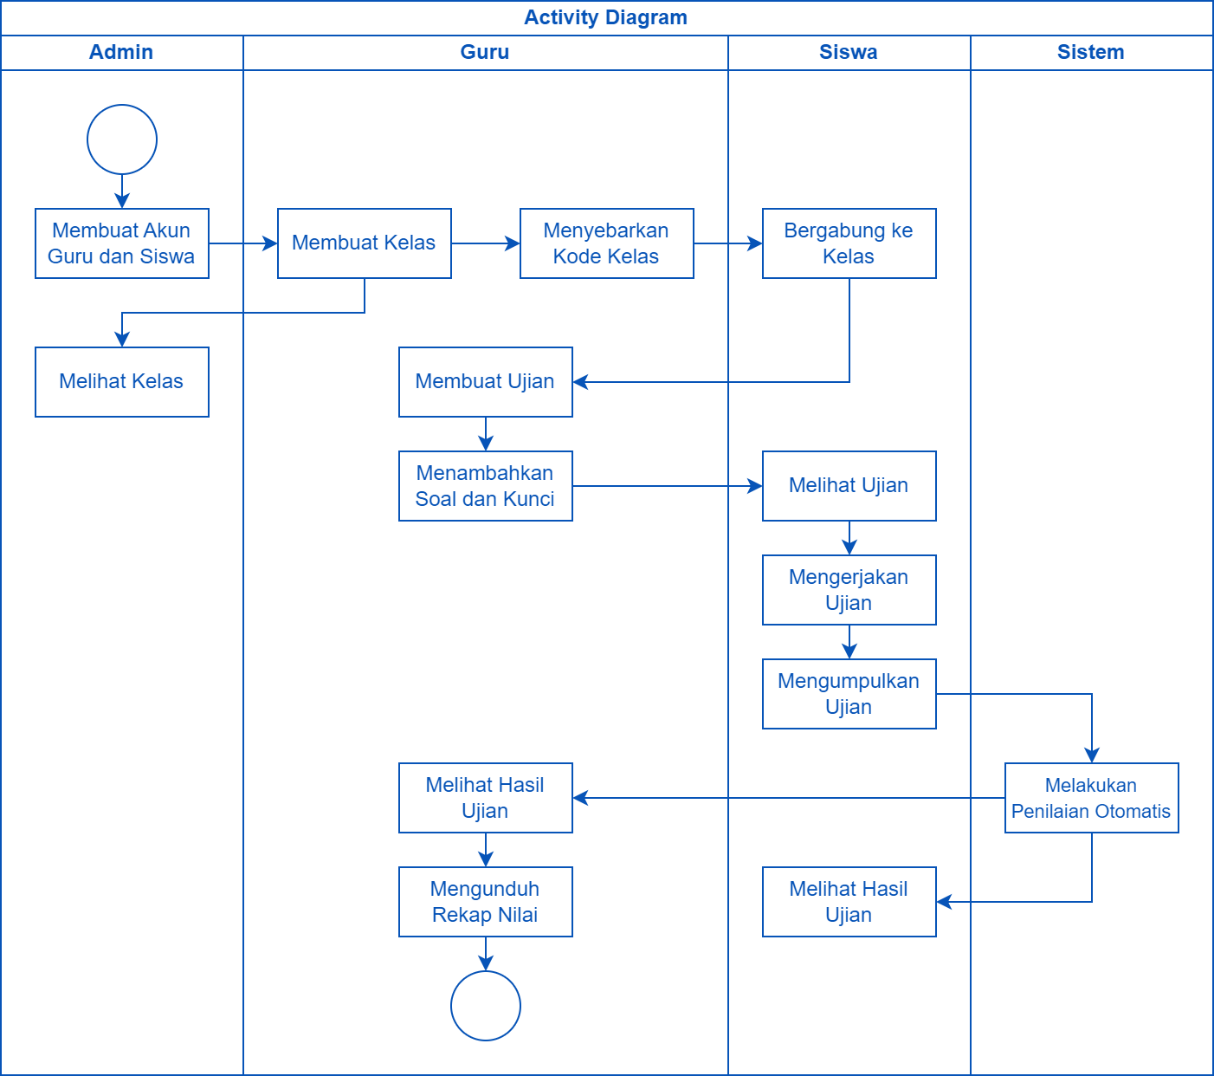 Activity Diagram
Admin
Guru
Siswa
Sistem
Membuat Akun
Guru dan Siswa
Membuat Kelas
Menyebarkan
Kode Kelas
Bergabung ke
Kelas
Melihat Kelas
Membuat Ujian
Menambahkan
Soal dan Kunci
Melihat Ujian
Mengerjakan
Ujian
Mengumpulkan
Ujian
Melihat Hasil
Ujian
Melakukan
Penilaian Otomatis
Mengunduh
Rekap Nilai
Melihat Hasil
Ujian